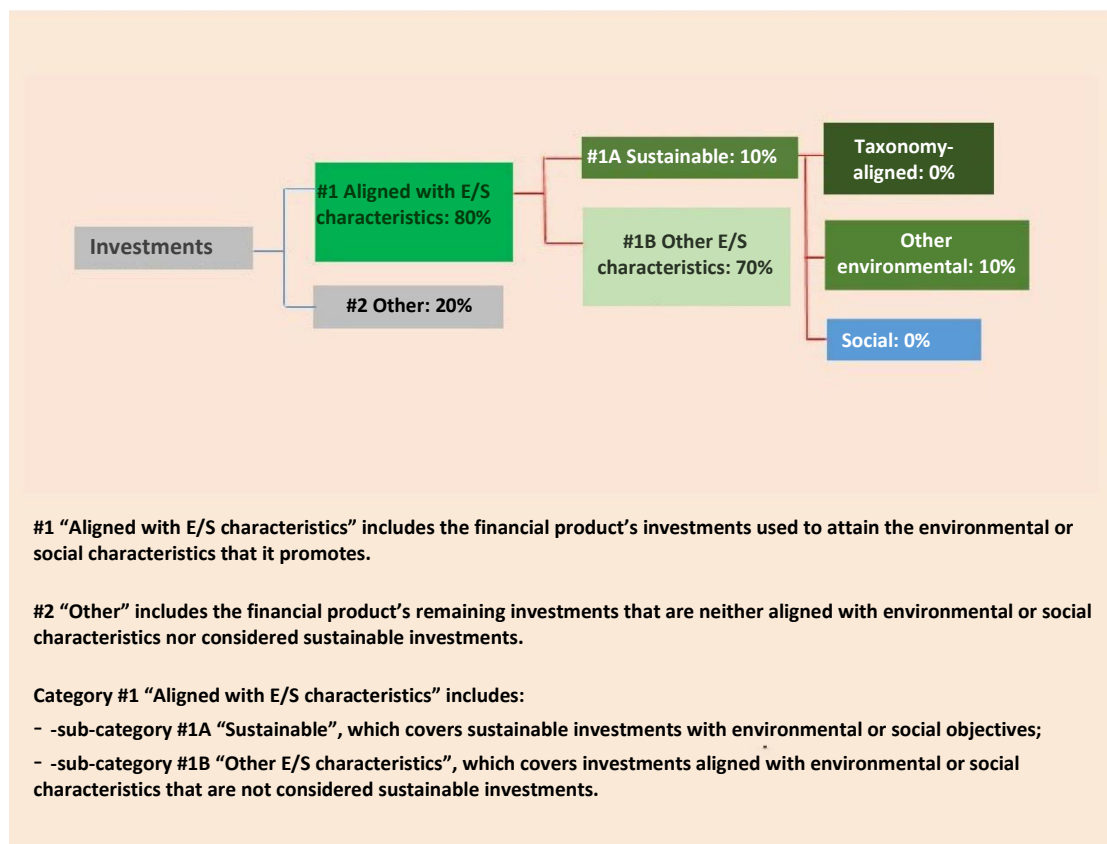 Investments
#1 Aligned with E/S
characteristics: 80%
#2 Other: 20%
#1A Sustainable: 10%
#1B Other E/S
characteristics: 70%
Taxonomy-
aligned: 0%
Other
environmental: 10%
Social: 0%
#1 “Aligned with E/S characteristics” includes the financial product’s investments used to attain the environmental or
social characteristics that it promotes.
#2 “Other” includes the financial product’s remaining investments that are neither aligned with environmental or social
characteristics nor considered sustainable investments.
Category #1 “Aligned with E/S characteristics” includes:
- -sub-category #1A “Sustainable”, which covers sustainable investments with environmental or social objectives;
- -sub-category #1B “Other E/S characteristics”, which covers investments aligned with environmental or social
characteristics that are not considered sustainable investments.